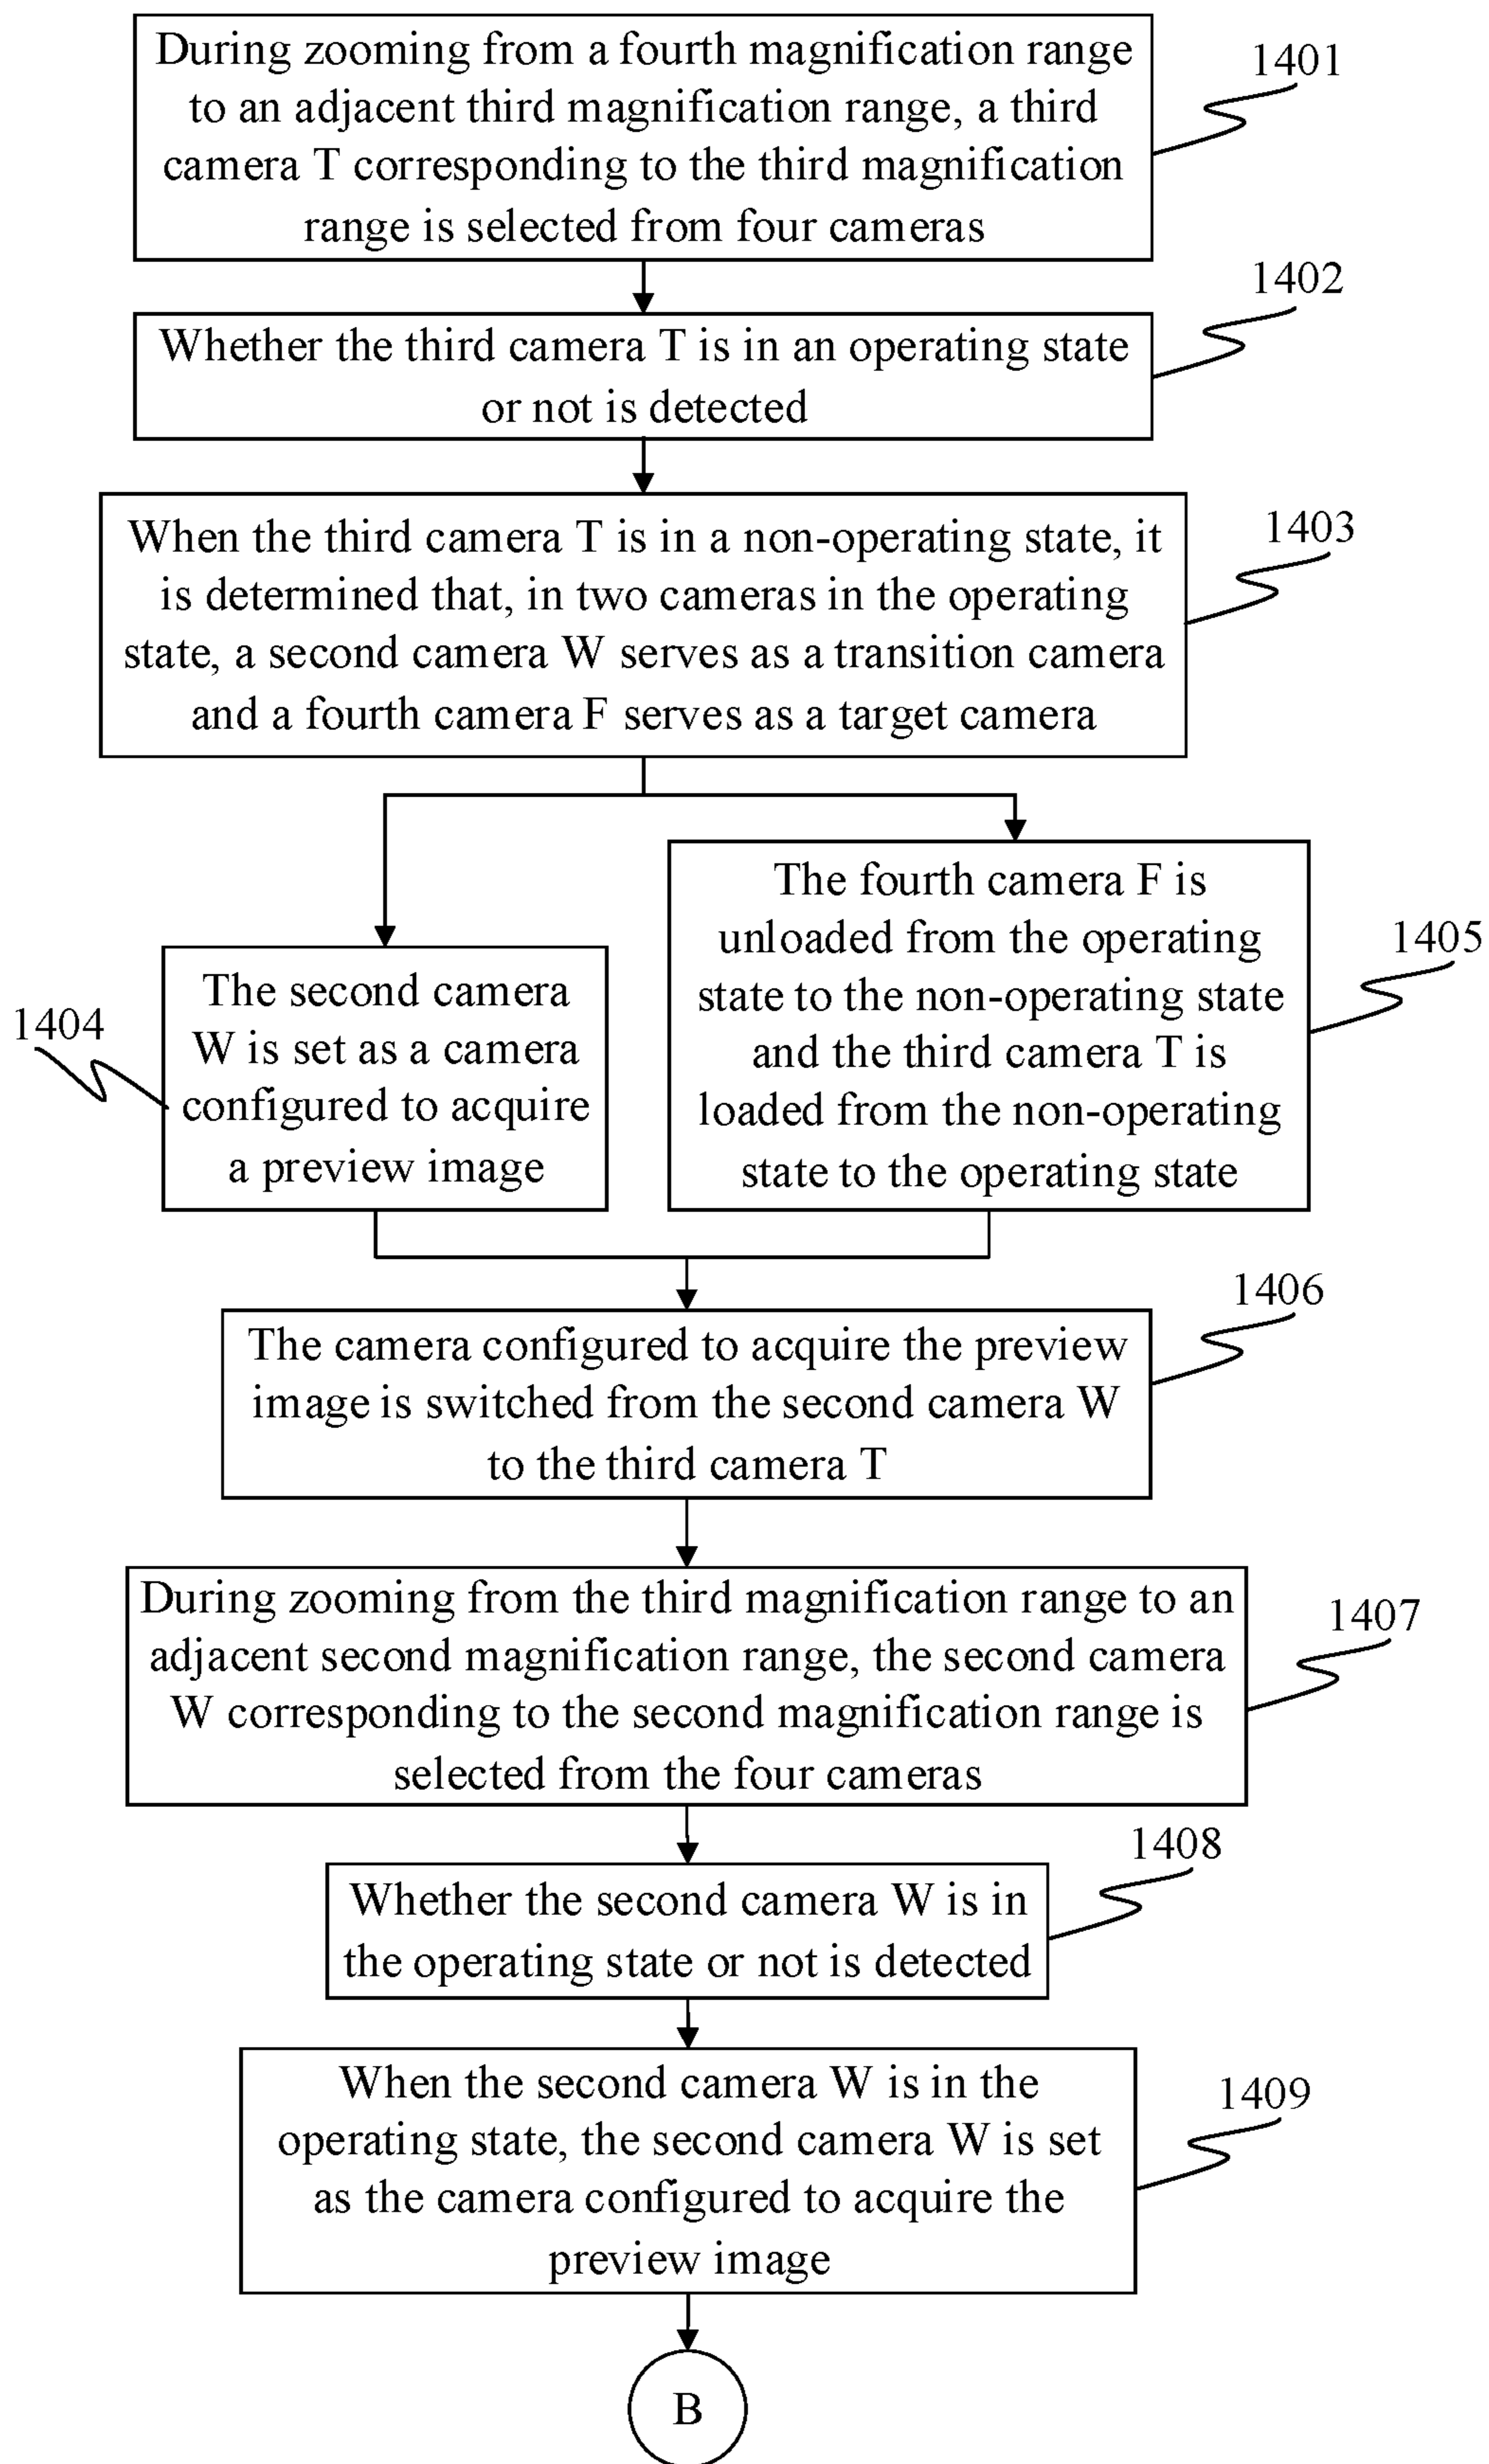 During zooming from a fourth magnification range
to an adjacent third magnification range, a third
camera T corresponding to the third magnification
range is selected from four cameras
1401
Whether the third camera T is in an operating state
or not is detected
1402
When the third camera T is in a non-operating state, it
is determined that, in two cameras in the operating
state, a second camera W serves as a transition camera
and a fourth camera F serves as a target camera
1403
The second camera
W is set as a camera
configured to acquire
a preview image
1404
The fourth camera F is
unloaded from the operating
state to the non-operating state
and the third camera T is
loaded from the non-operating
state to the operating state
1405
The camera configured to acquire the preview
image is switched from the second camera W
to the third camera T
1406
During zooming from the third magnification range to an
adjacent second magnification range, the second camera
W corresponding to the second magnification range is
selected from the four cameras
1407
Whether the second camera W is in
the operating state or not is detected
1408
When the second camera W is in the
operating state, the second camera W is set
as the camera configured to acquire the
preview image
1409
B